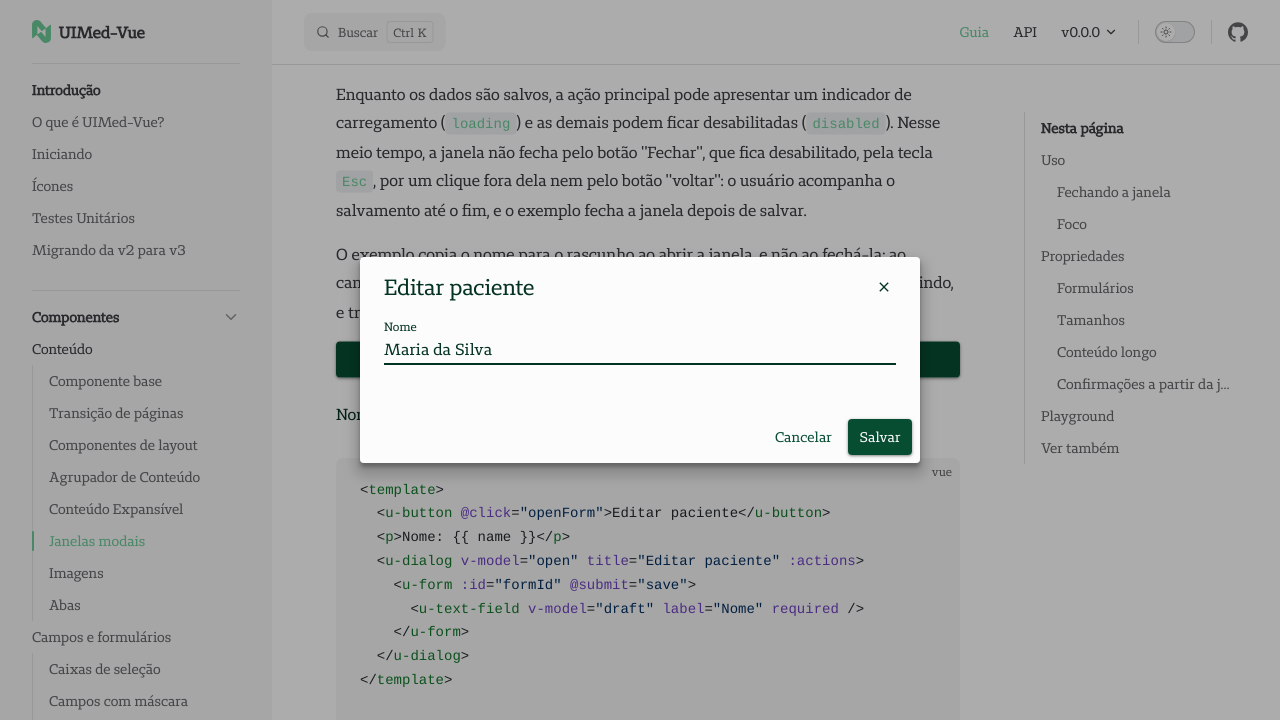 UIMed-Vue
Buscar
Ctrl K
Guia
API
v0.0.0
Introdução
O que é UIMed-Vue?
Iniciando
Ícones
Testes Unitários
Migrando da v2 para v3
Componentes
Conteúdo
Componente base
Transição de páginas
Componentes de layout
Agrupador de Conteúdo
Conteúdo Expansível
Janelas modais
Imagens
Abas
Campos e formulários
Caixas de seleção
Campos com máscara
Enquanto os dados são salvos, a ação principal pode apresentar um indicador de
carregamento ( loading ) e as demais podem ficar desabilitadas ( disabled ). Nesse
meio tempo, a janela não fecha pelo botão "Fechar", que fica desabilitado, pela tecla
Esc , por um clique fora dela nem pelo botão "voltar": o usuário acompanha o
salvamento até o fim, e o exemplo fecha a janela depois de salvar.
O exemplo copia o nome para o rascunho ao abrir a janela, e não ao fechá-la: ao
Editar paciente
Nome
Maria da Silva
Cancelar
Salvar
vue
<template>
<u-button @click="openForm">Editar paciente</u-button>
<p>Nome: {{ name }}</p>
<u-dialog v-model="open" title="Editar paciente" :actions>
<u-form :id="formId" @submit="save">
<u-text-field v-model="draft" label="Nome" required />
</u-form>
</u-dialog>
</template>
Nesta página
Uso
Fechando a janela
Foco
Propriedades
Formulários
Tamanhos
Conteúdo longo
Confirmações a partir da j...
Playground
Ver também